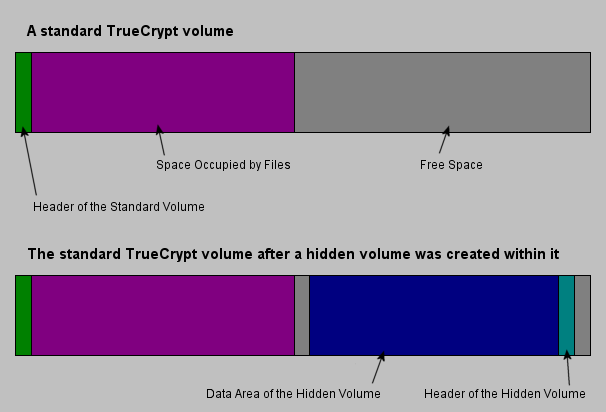 A standard TrueCrypt volume
Space Occupied by Files
Free Space
Header of the Standard Volume
The standard TrueCrypt volume after a hidden volume was created within it
Data Area of the Hidden Volume
Header of the Hidden Volume